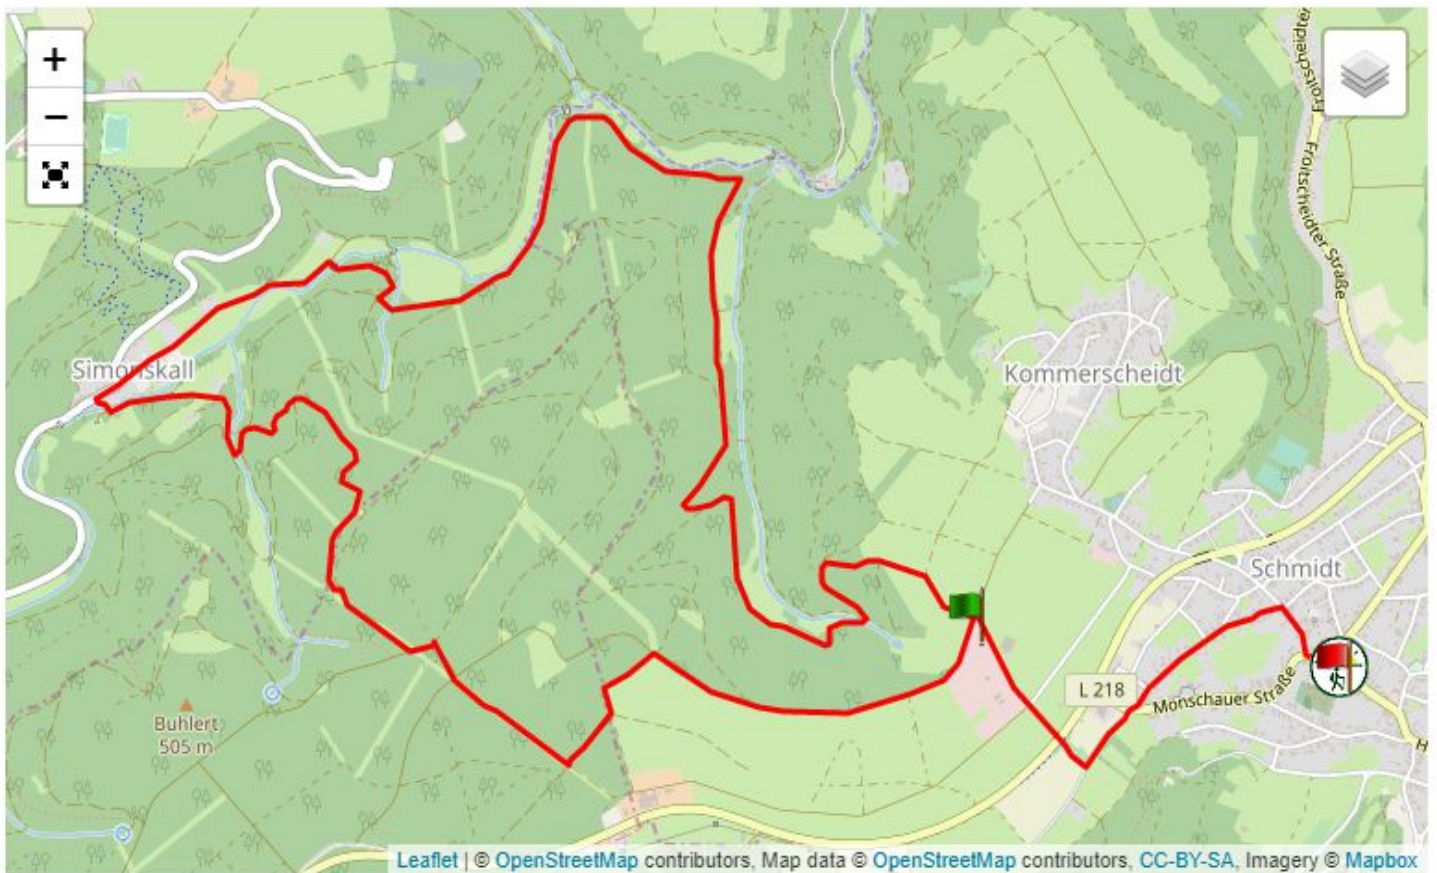 Froitscheidter Straße
+
−
Simonskall
Kommerscheidt
Schmidt
L 218
Monschauer Straße
Buhlert
505 m
H
Leaflet | © OpenStreetMap contributors, Map data © OpenStreetMap contributors, CC-BY-SA, Imagery © Mapbox